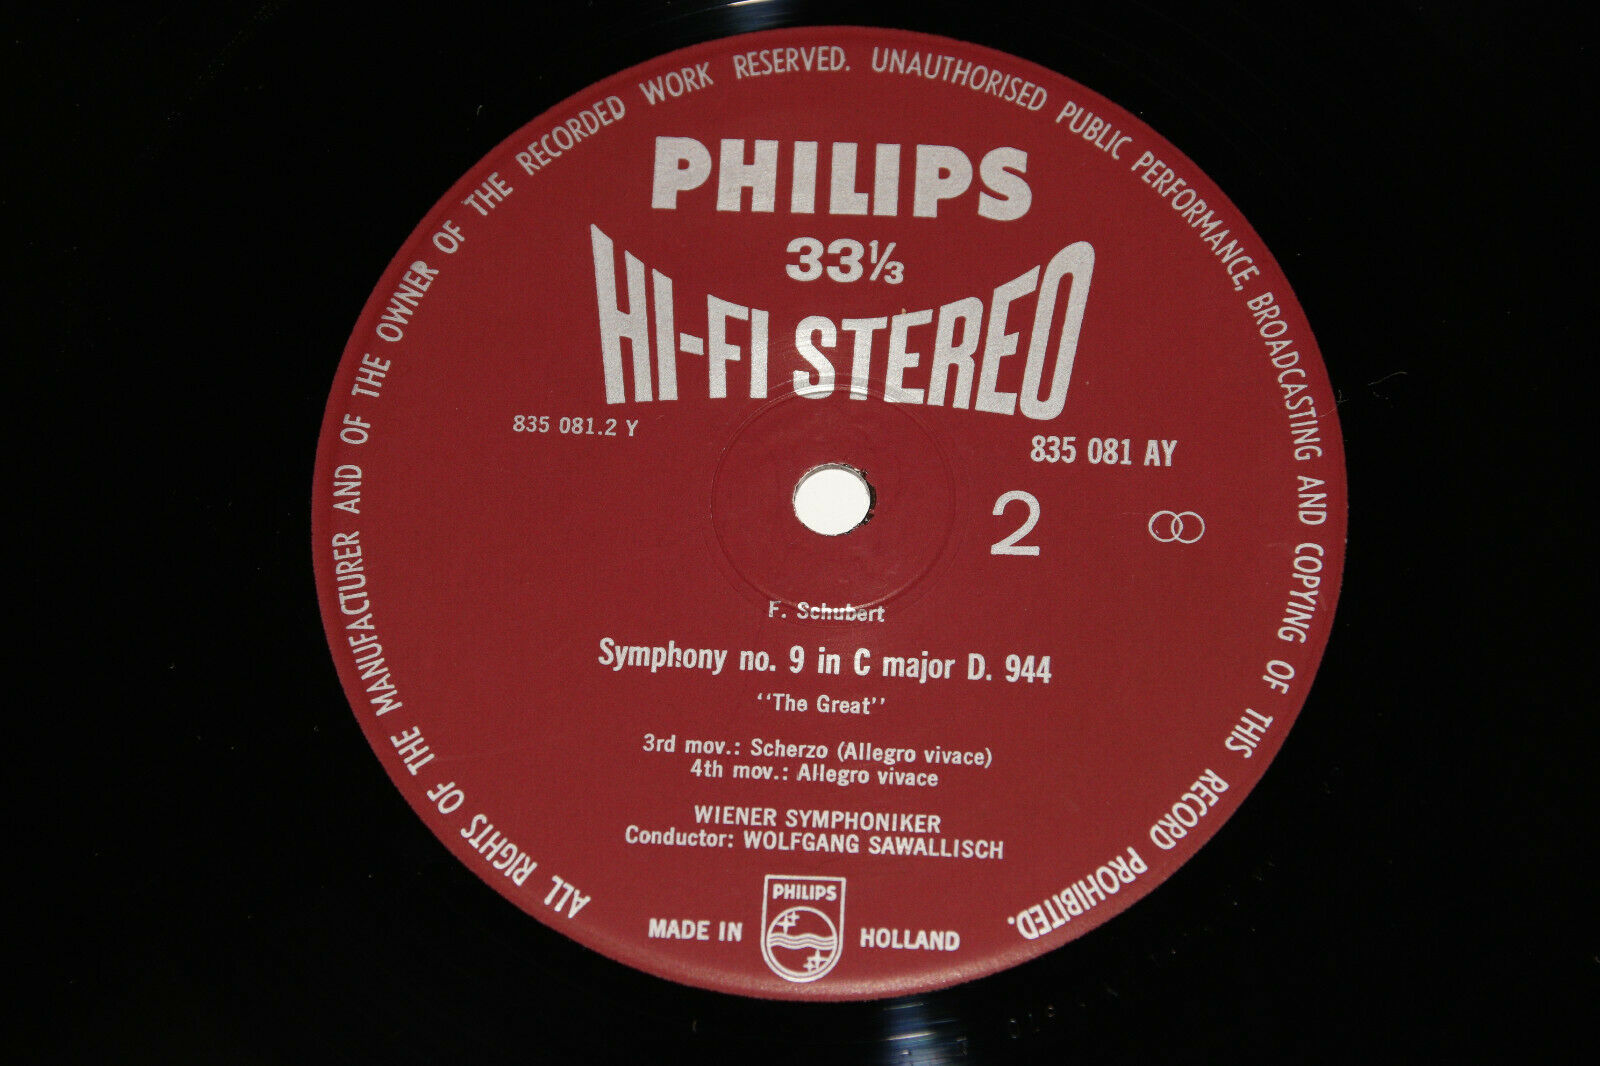 ALL RIGHTS OF THE MANUFACTURER AND OF THE OWNER OF THE RECORDED WORK RESERVED. UNAUTHORISED PUBLIC PERFORMANCE, BROADCASTING AND COPYING OF THIS RECORD PROHIBITED.
PHILIPS
33⅓
HI-FI STEREO
835 081.2 Y
835 081 AY
2
F. Schubert
Symphony no. 9 in C major D. 944
"The Great"
3rd mov.: Scherzo (Allegro vivace)
4th mov.: Allegro vivace
WIENER SYMPHONIKER
Conductor: WOLFGANG SAWALLISCH
PHILIPS
MADE IN HOLLAND